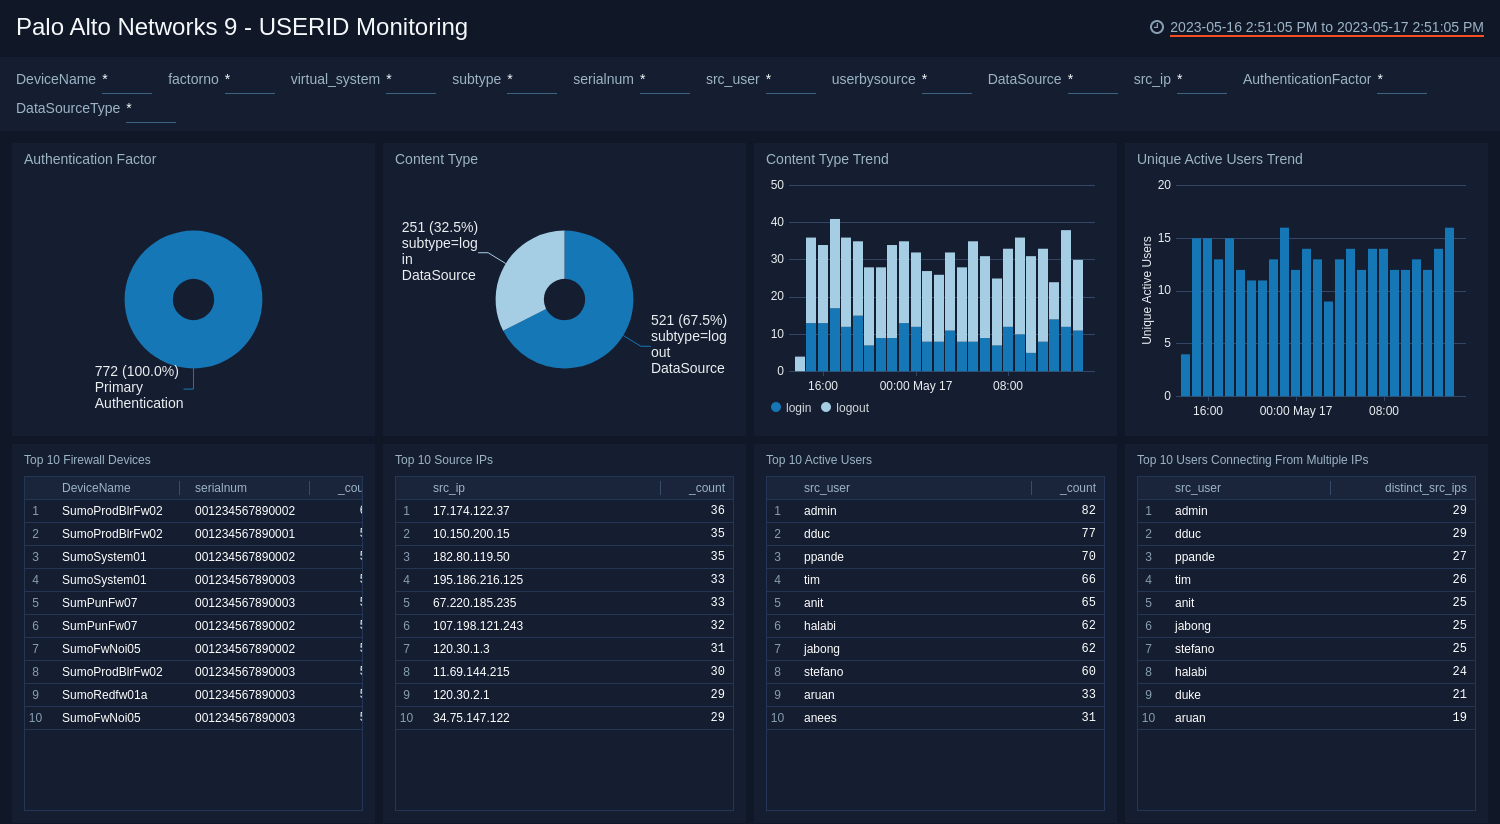 Palo Alto Networks 9 - USERID Monitoring
2023-05-16 2:51:05 PM to 2023-05-17 2:51:05 PM
DeviceName * factorno * virtual_system * subtype * serialnum * src_user * userbysource * DataSource * src_ip * AuthenticationFactor *
DataSourceType *
Authentication Factor
772 (100.0%)
Primary
Authentication
Content Type
251 (32.5%)
subtype=log
in
DataSource
521 (67.5%)
subtype=log
out
DataSource
Content Type Trend
50
40
30
20
10
0
16:00 00:00 May 17 08:00
login logout
Unique Active Users Trend
Unique Active Users
20
15
10
5
0
16:00 00:00 May 17 08:00
Top 10 Firewall Devices
DeviceName serialnum _cou
1 SumoProdBlrFw02 001234567890002
2 SumoProdBlrFw02 001234567890001
3 SumoSystem01 001234567890002
4 SumoSystem01 001234567890003
5 SumPunFw07 001234567890003
6 SumPunFw07 001234567890002
7 SumoFwNoi05 001234567890002
8 SumoProdBlrFw02 001234567890003
9 SumoRedfw01a 001234567890003
10 SumoFwNoi05 001234567890003
Top 10 Source IPs
src_ip _count
1 17.174.122.37 36
2 10.150.200.15 35
3 182.80.119.50 35
4 195.186.216.125 33
5 67.220.185.235 33
6 107.198.121.243 32
7 120.30.1.3 31
8 11.69.144.215 30
9 120.30.2.1 29
10 34.75.147.122 29
Top 10 Active Users
src_user _count
1 admin 82
2 dduc 77
3 ppande 70
4 tim 66
5 anit 65
6 halabi 62
7 jabong 62
8 stefano 60
9 aruan 33
10 anees 31
Top 10 Users Connecting From Multiple IPs
src_user distinct_src_ips
1 admin 29
2 dduc 29
3 ppande 27
4 tim 26
5 anit 25
6 jabong 25
7 stefano 25
8 halabi 24
9 duke 21
10 aruan 19